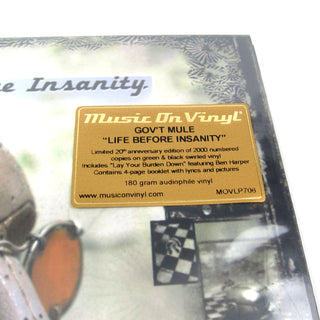 re Insanity
Music On Vinyl
GOV'T MULE
"LIFE BEFORE INSANITY"
Limited 20th anniversary edition of 2000 numbered
copies on green & black swirled vinyl
Includes "Lay Your Burden Down" featuring Ben Harper
Contains 4-page booklet with lyrics and pictures
180 gram audiophile vinyl
www.musiconvinyl.com MOVLP706